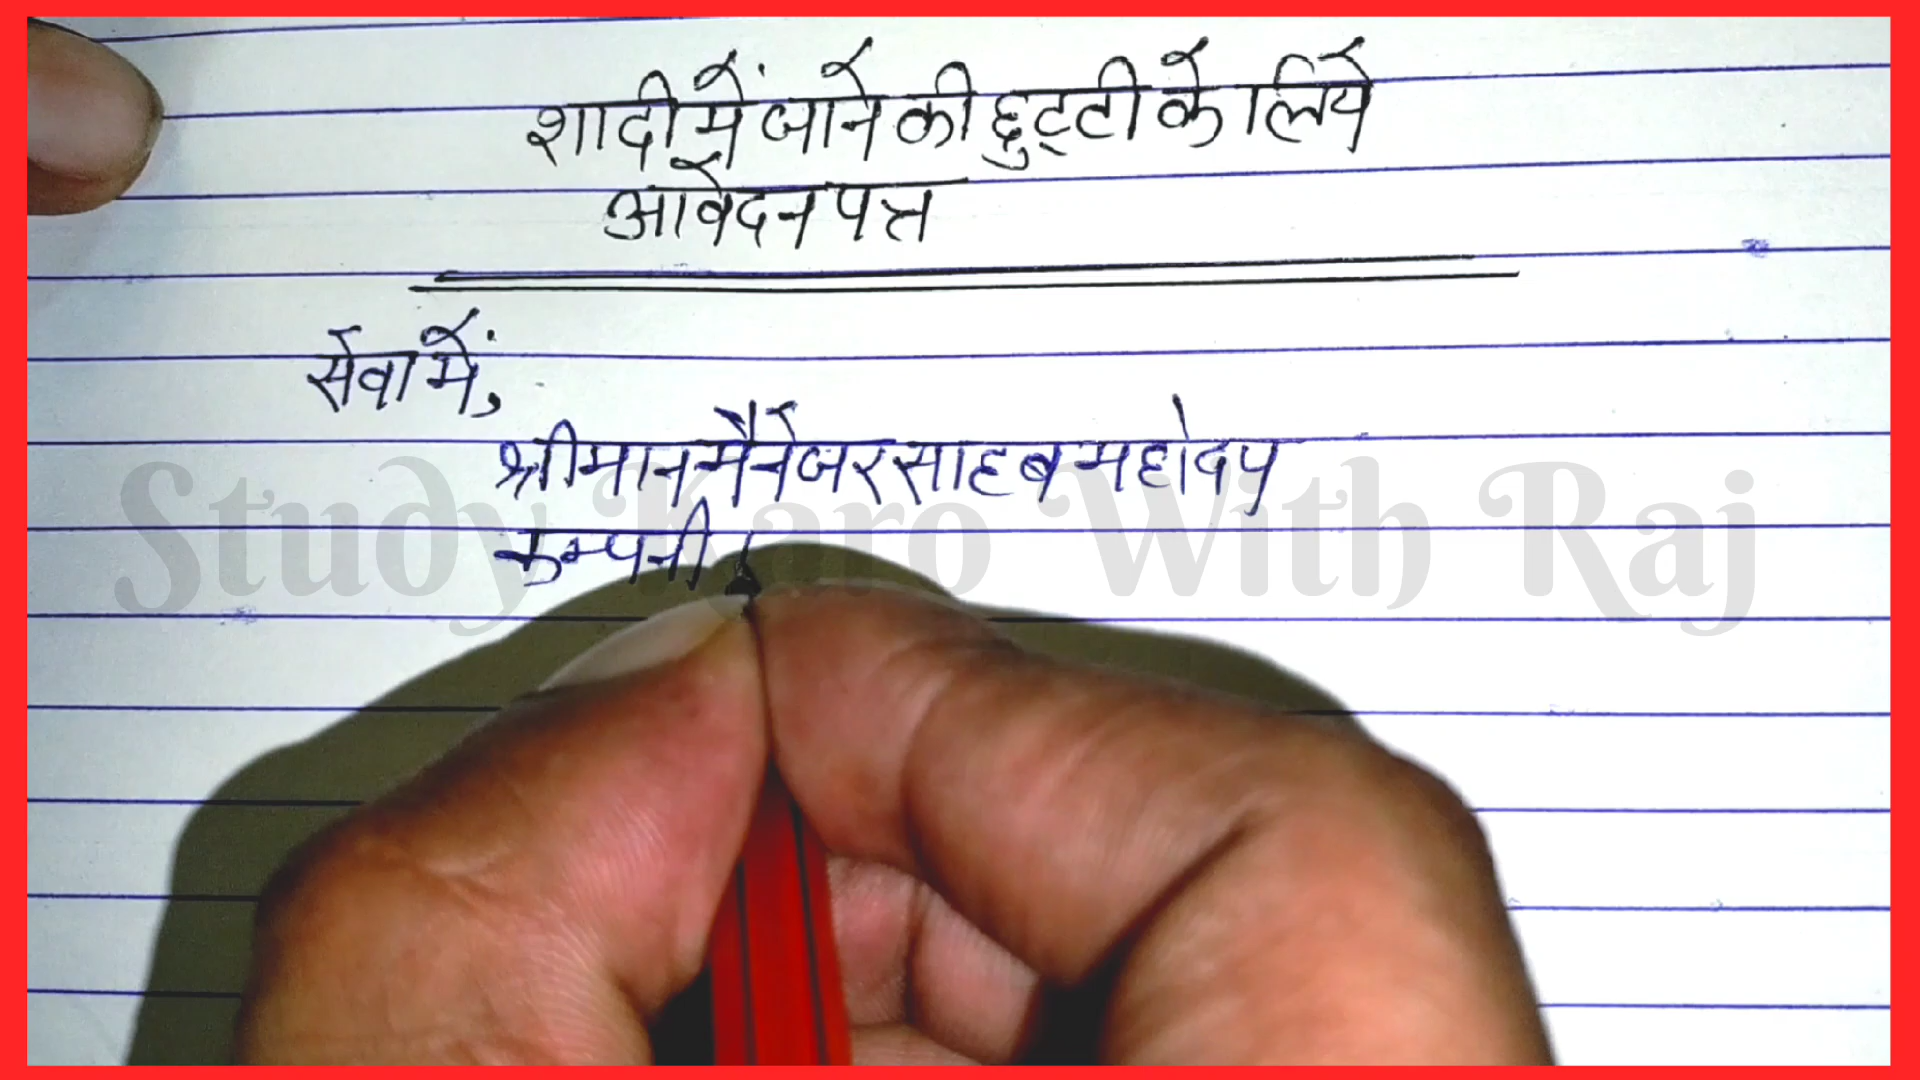 शादी में जाने की छुट्टी के लिये
आवेदन पत्र
सेवा में,
श्रीमान मैनेजर साहब महोदय
कम्पनी
Study Karo With Raj